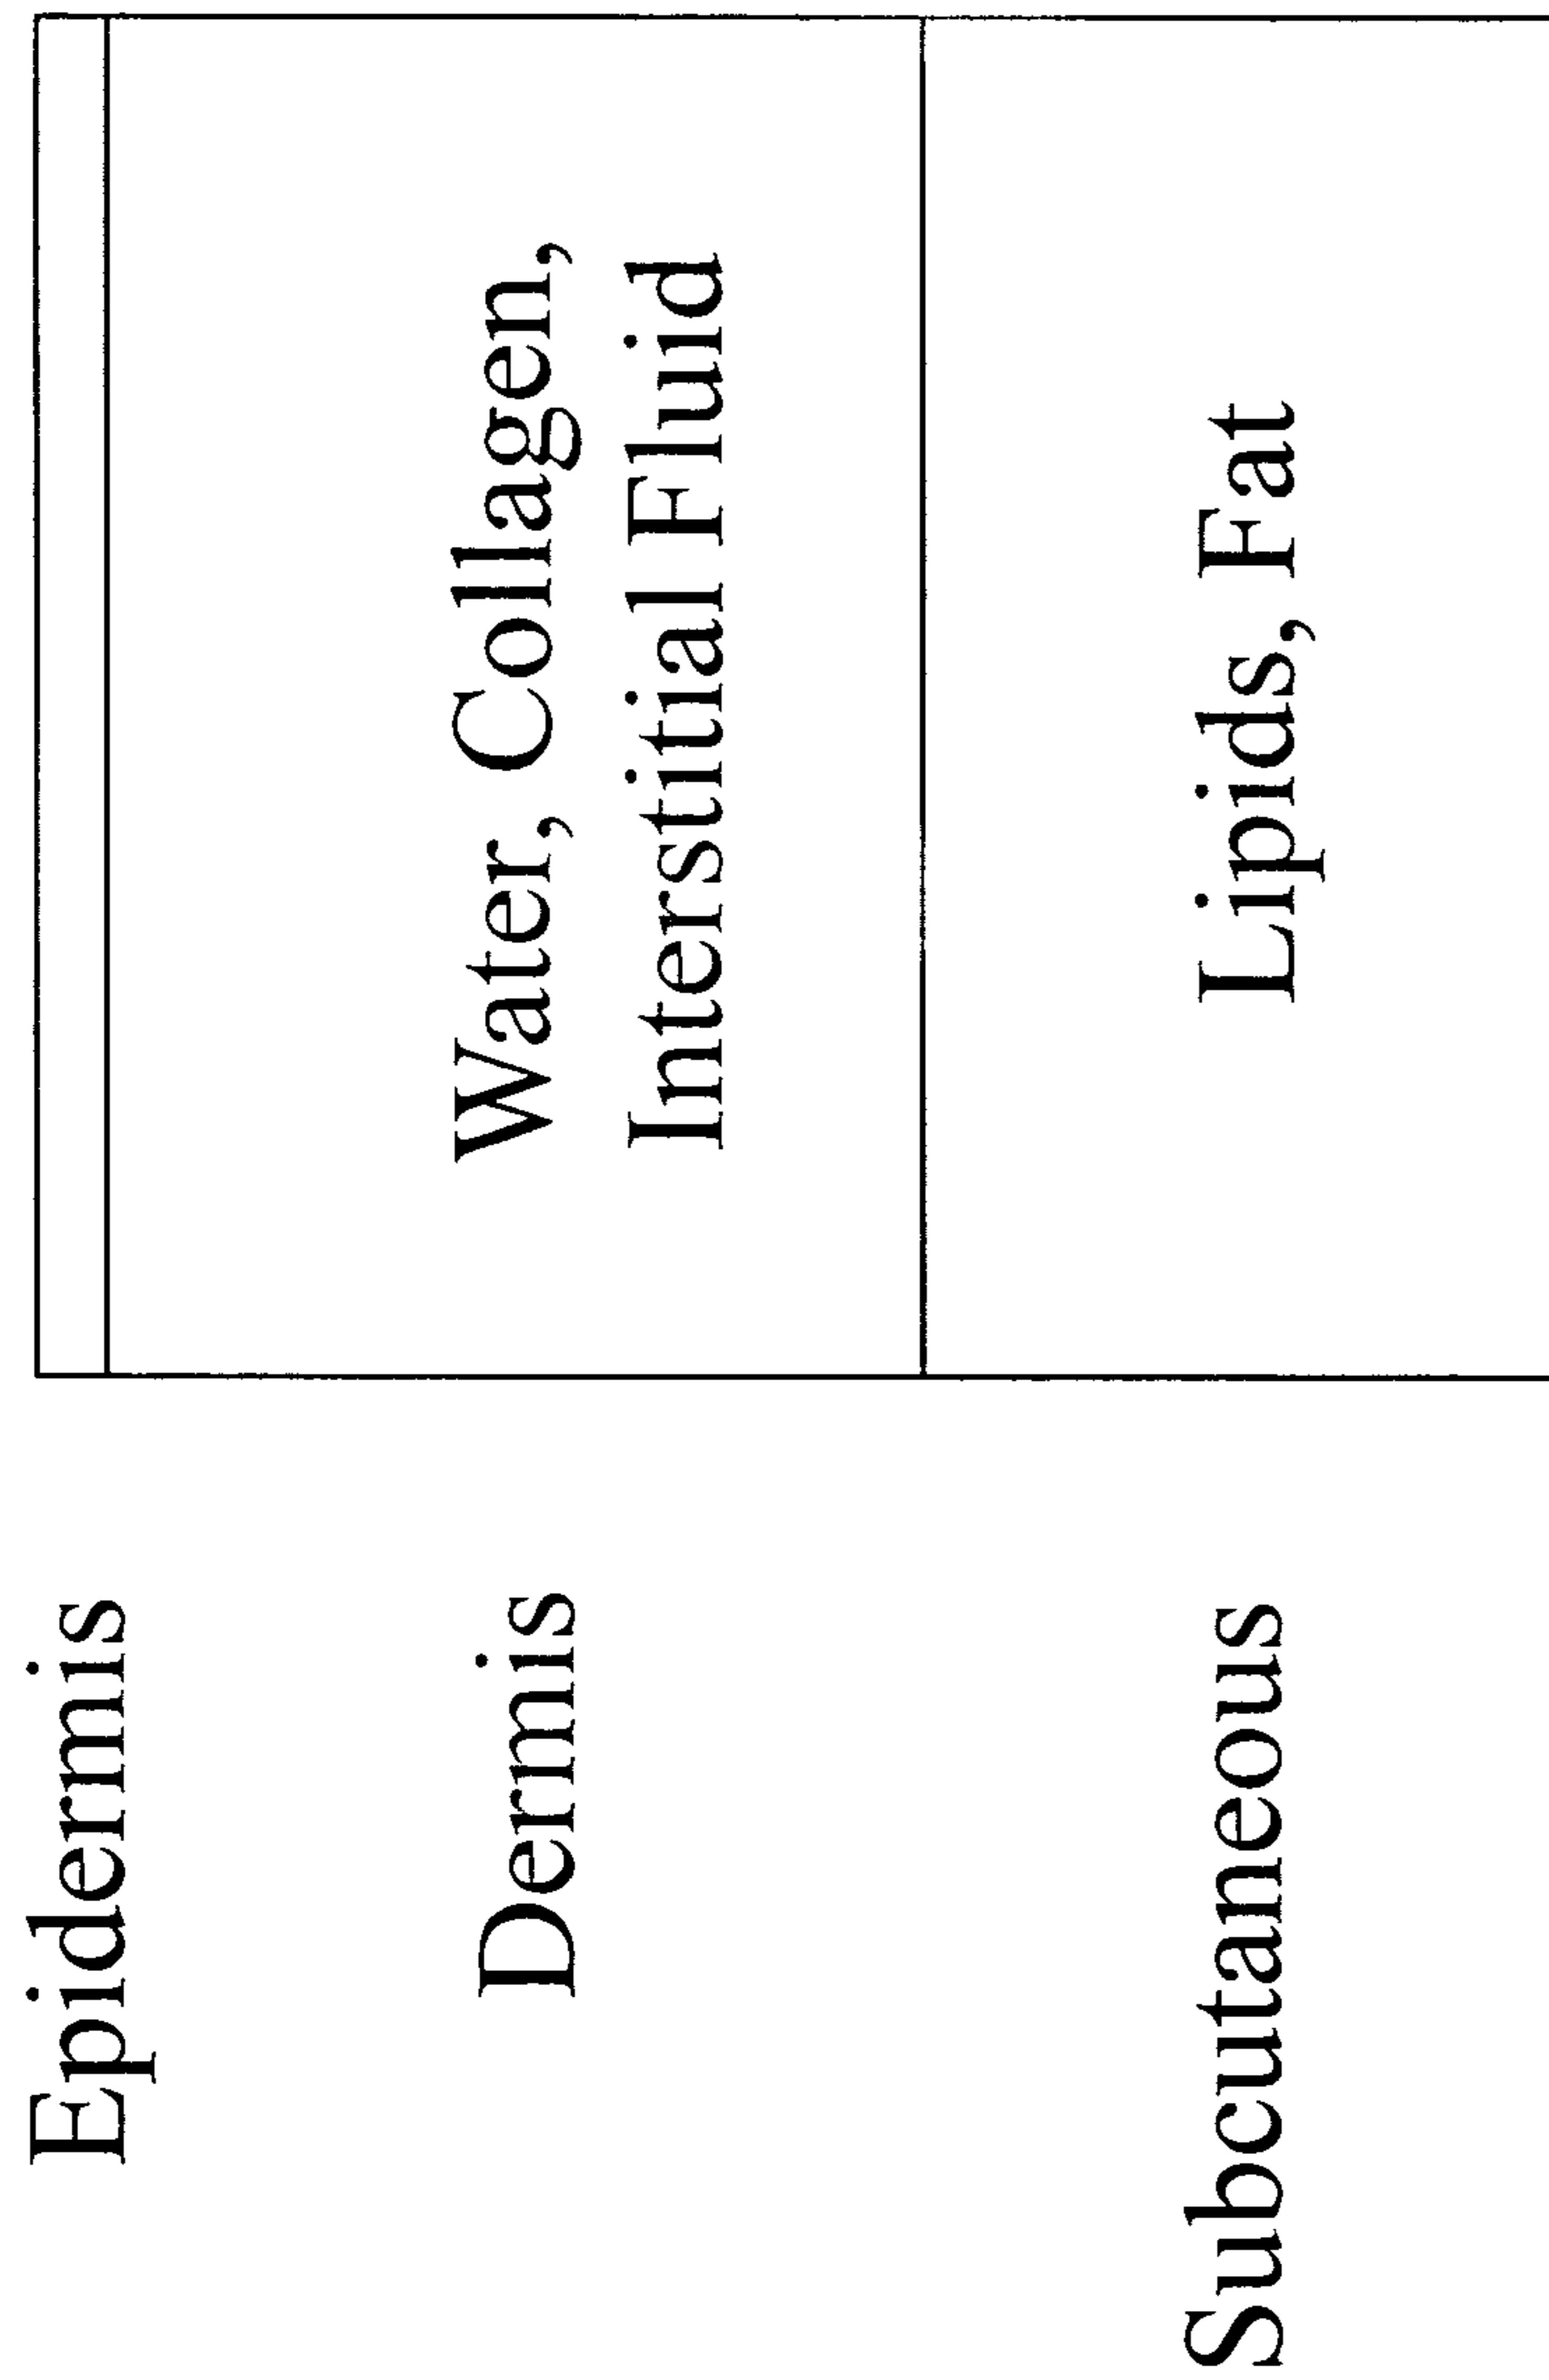 Epidermis
Dermis
Water, Collagen,
Interstitial Fluid
Subcutaneous
Lipids, Fat